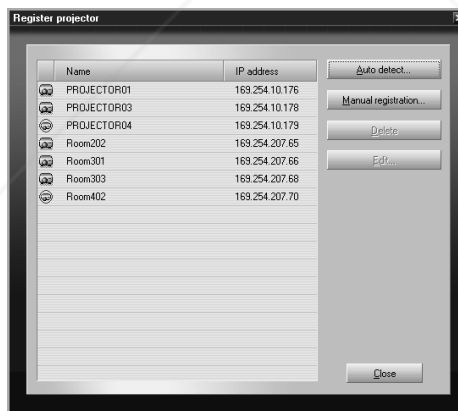 Register projector
Name IP address
PROJECTOR01 169.254.10.176
PROJECTOR03 169.254.10.178
PROJECTOR04 169.254.10.179
Room202 169.254.207.65
Room301 169.254.207.66
Room303 169.254.207.68
Room402 169.254.207.70
Auto detect...
Manual registration...
Delete
Edit...
Close